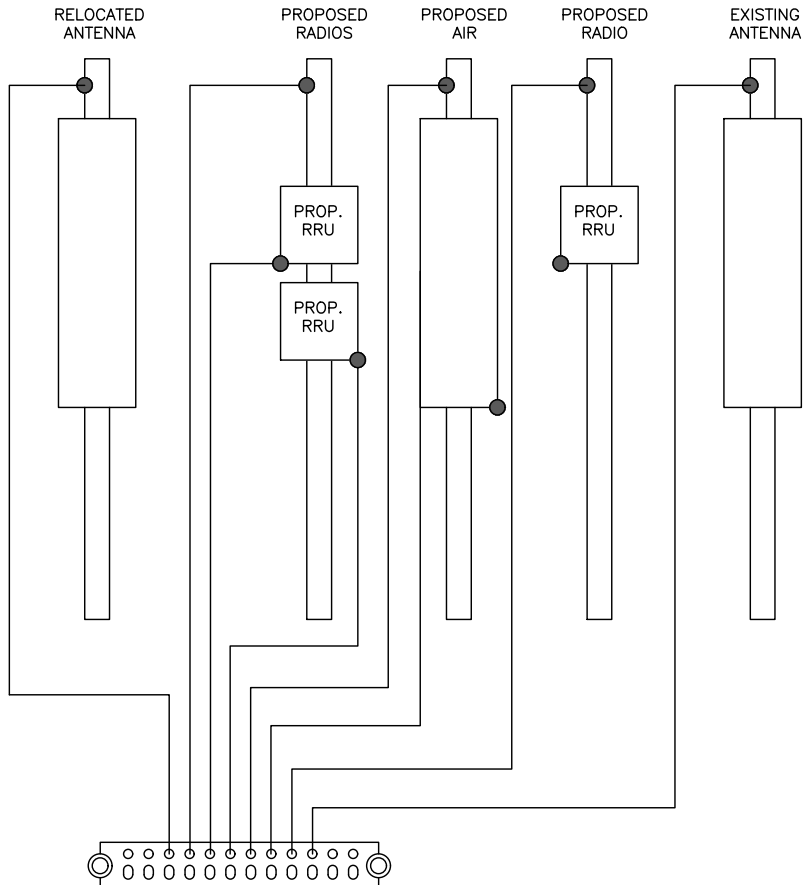 RELOCATED
ANTENNA
PROPOSED
RADIOS
PROPOSED
AIR
PROPOSED
RADIO
EXISTING
ANTENNA
PROP.
RRU
PROP.
RRU
PROP.
RRU